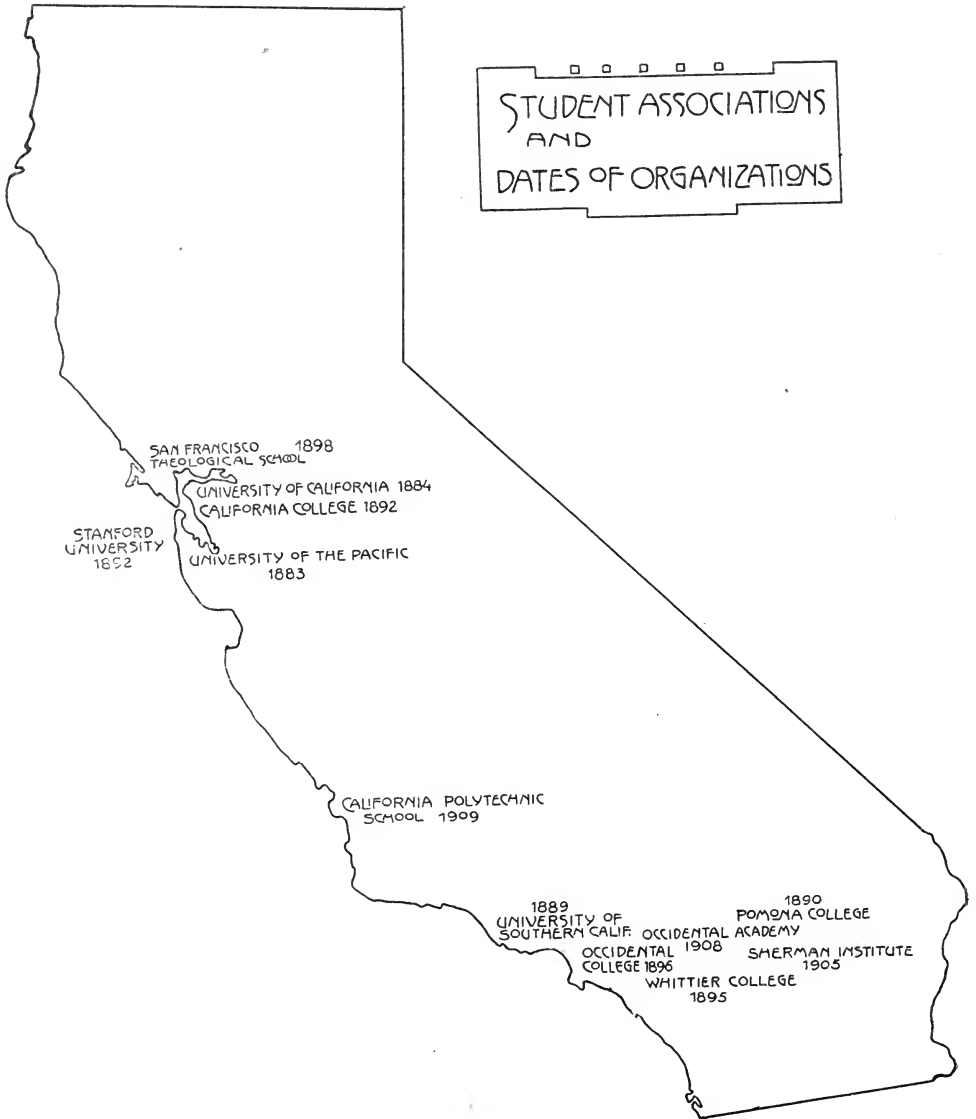 STUDENT ASSOCIATIONS
AND
DATES OF ORGANIZATIONS
SAN FRANCISCO 1898
THEOLOGICAL SCHOOL
UNIVERSITY OF CALIFORNIA 1884
CALIFORNIA COLLEGE 1892
STANFORD
UNIVERSITY
UNIVERSITY OF THE PACIFIC
1883
CALIFORNIA POLYTECHNIC
SCHOOL 1909
1889
UNIVERSITY OF
SOUTHERN CALIF.
1890
POMONA COLLEGE
OCCIDENTAL ACADEMY
1908
OCCIDENTAL
COLLEGE 1896
SHERMAN INSTITUTE
1905
WHITTIER COLLEGE
1895